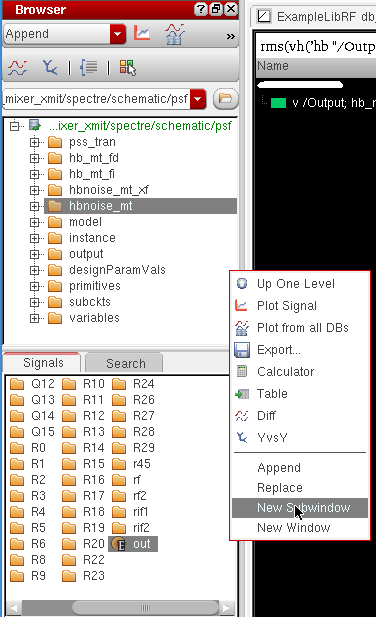 Browser
Append
»
mixer_xmit/spectre/schematic/psf
...ixer_xmit/spectre/schematic/psf
pss_tran
hb_mt_fd
hb_mt_fi
hbnoise_mt_xf
hbnoise_mt
model
instance
output
designParamVals
primitives
subckts
variables
Signals Search
Q12 R10 R24
Q13 R11 R26
Q14 R12 R27
Q15 R13 R28
R0 R14 R29
R1 R15 r45
R2 R16 rf
R3 R17 rf2
R4 R18 rif1
R5 R19 rif2
R6 R20 out
R8 R22
R9 R23
ExampleLibRF db_
rms(vh('hb "/Outp
Name
v /Output; hb_
Up One Level
Plot Signal
Plot from all DBs
Export...
Calculator
Table
Diff
YvsY
Append
Replace
New Subwindow
New Window